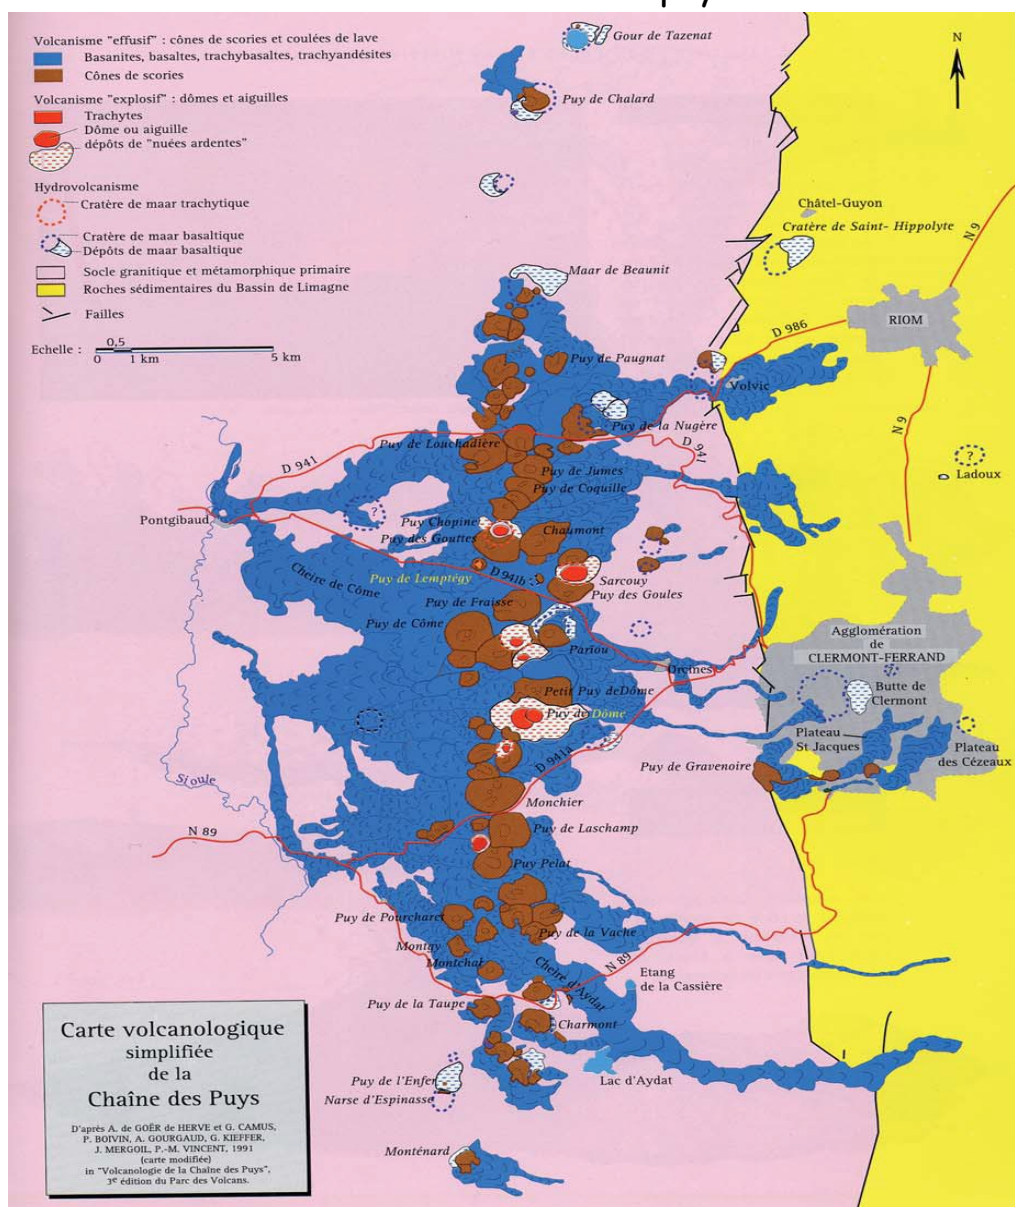 Volcanisme "effusif" : cônes de scories et coulées de lave
Basanites, basaltes, trachybasaltes, trachyandésites
Cônes de scories
Volcanisme "explosif" : dômes et aiguilles
Trachytes
Dôme ou aiguille
dépôts de "nuées ardentes"
Hydrovolcanisme
Cratère de maar trachytique
Cratère de maar basaltique
Dépôts de maar basaltique
Socle granitique et métamorphique primaire
Roches sédimentaires du Bassin de Limagne
Failles
Echelle :
0,5
0 1 km 5 km
N
Gour de Tazenat
Puy de Chalard
Châtel-Guyon
Cratère de Saint- Hippolyte
N 9
Maar de Beaunit
RIOM
D 986
Puy de Paugnat
Volvic
Puy de la Nugère
N 9
Puy de Louchadière
D 941
D 941
Puy de Jumes
?
Ladoux
Puy de Coquille
?
Pontgibaud
Puy Chopine
Chaumont
Puy des Gouttes
Cheire de Côme
Puy de Lemptégy
D 941b
Sarcouy
Puy des Goules
Puy de Fraisse
Puy de Côme
Pariou
Agglomération
de
CLERMONT-FERRAND
Orcines
?
Petit Puy deDôme
Butte de
Clermont
Puy de Dôme
Plateau
St Jacques
Plateau
des Cézeaux
D 941a
Puy de Gravenoire
Sioule
Monchier
N 89
Puy de Laschamp
Puy Pelat
Puy de Pourcharet
Puy de la Vache
Montgy
Montchal
N 89
Cheire d'Aydat
Etang
de la Cassière
Puy de la Taupe
Charmont
Puy de l'Enfer
Lac d'Aydat
Narse d'Espinasse
Monténard
Carte volcanologique
simplifiée
de la
Chaîne des Puys
D'après A. de GOËR de HERVE et G. CAMUS,
P. BOIVIN, A. GOURGAUD, G. KIEFFER,
J. MERGOIL, P.-M. VINCENT, 1991
(carte modifiée)
in "Volcanologie de la Chaîne des Puys",
3e édition du Parc des Volcans.